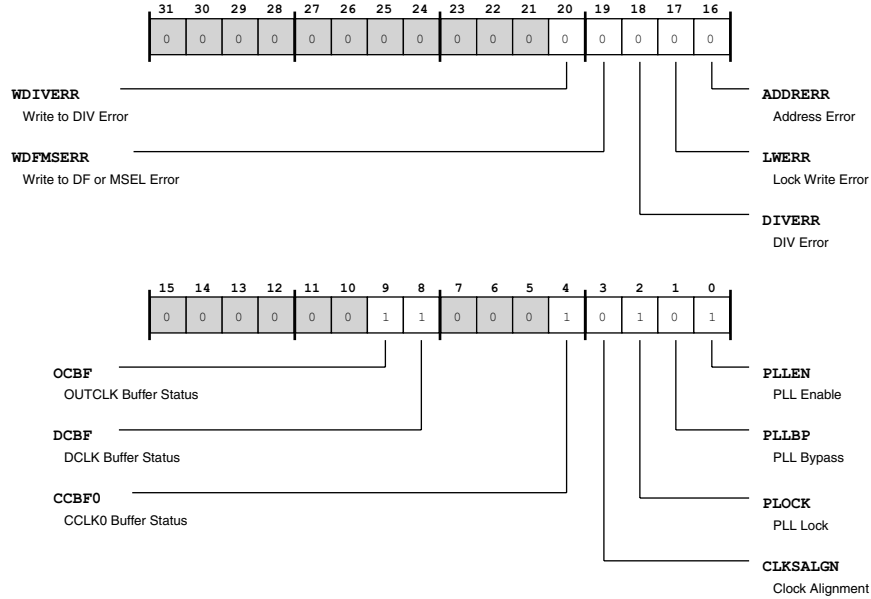 31 30 29 28 27 26 25 24 23 22 21 20 19 18 17 16
0 0 0 0 0 0 0 0 0 0 0 0 0 0 0 0
WDIVERR
Write to DIV Error
WDFMSERR
Write to DF or MSEL Error
ADDRERR
Address Error
LWERR
Lock Write Error
DIVERR
DIV Error
15 14 13 12 11 10 9 8 7 6 5 4 3 2 1 0
0 0 0 0 0 0 1 1 0 0 0 1 0 1 0 1
OCBF
OUTCLK Buffer Status
DCBF
DCLK Buffer Status
CCBF0
CCLK0 Buffer Status
PLLEN
PLL Enable
PLLBP
PLL Bypass
PLOCK
PLL Lock
CLKSALGN
Clock Alignment